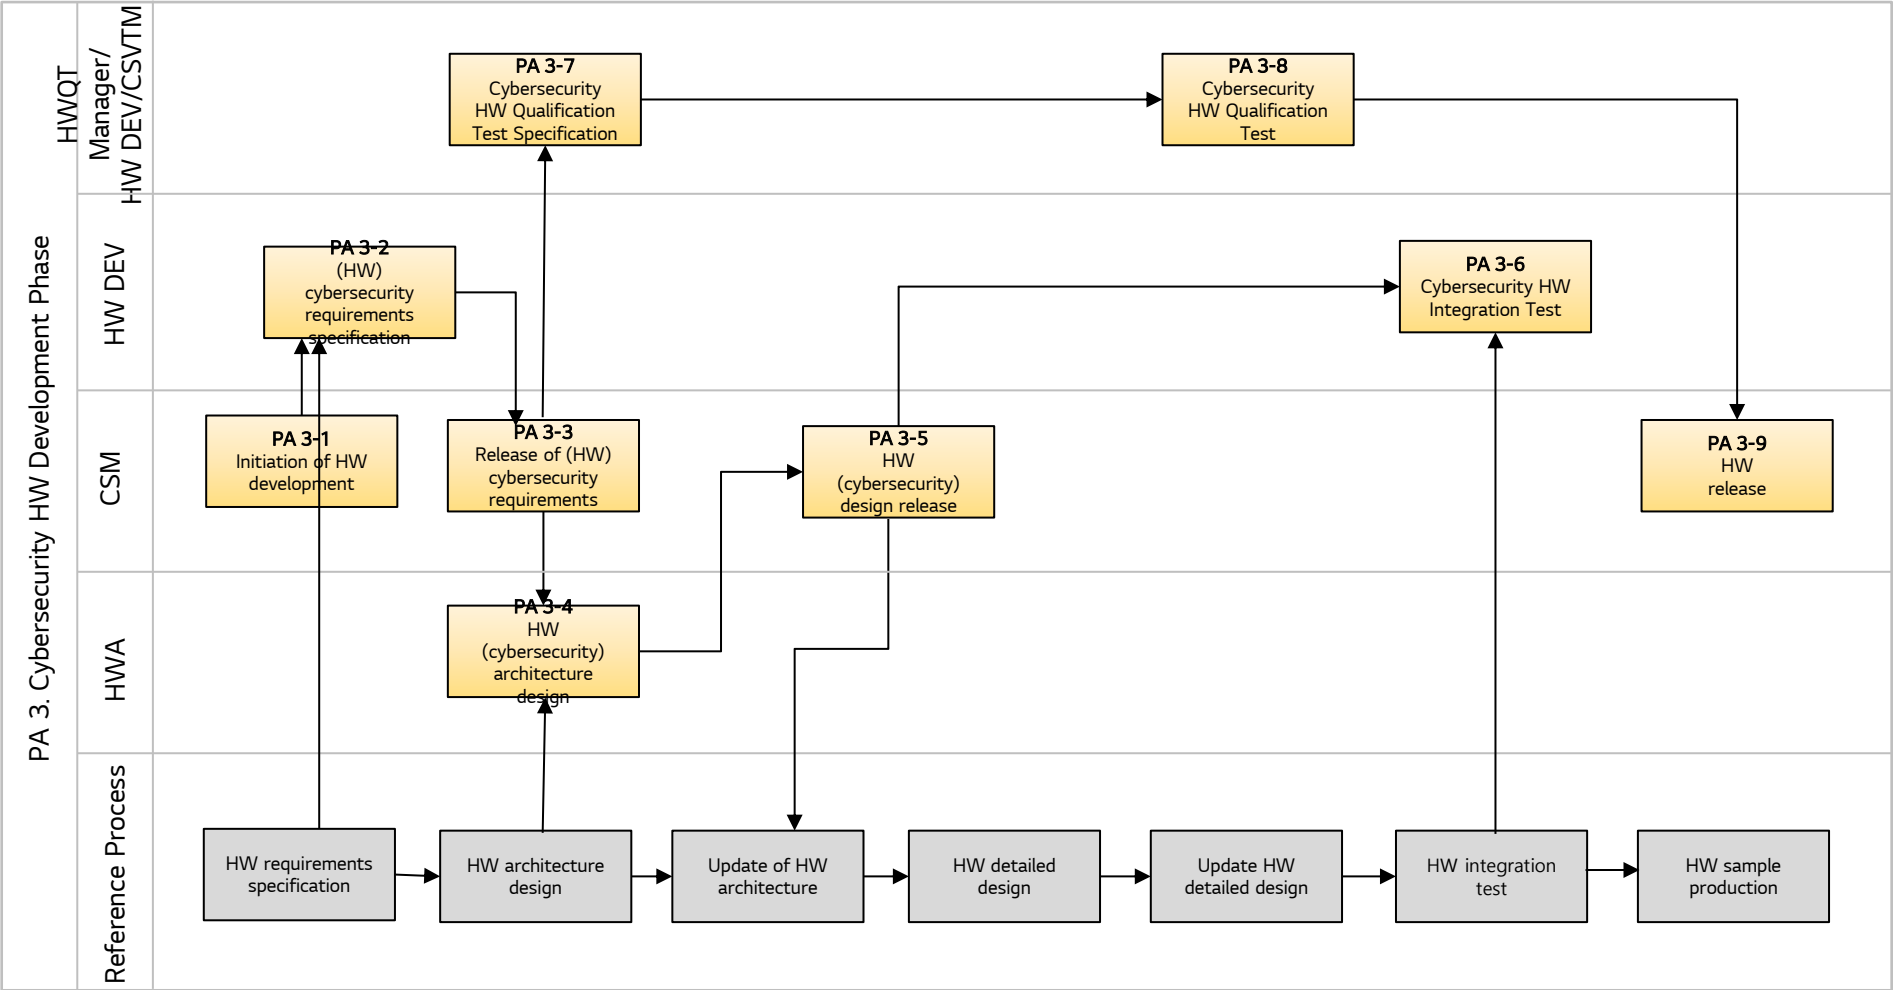 PA 3. Cybersecurity HW Development Phase
HWQT
Manager/
HW DEV/CSVTM
PA 3-7
Cybersecurity
HW Qualification
Test Specification
PA 3-8
Cybersecurity
HW Qualification
Test
HW DEV
PA 3-2
(HW)
cybersecurity
requirements
specification
PA 3-6
Cybersecurity HW
Integration Test
CSM
PA 3-1
Initiation of HW
development
PA 3-3
Release of (HW)
cybersecurity
requirements
PA 3-5
HW
(cybersecurity)
design release
PA 3-9
HW
release
HWA
PA 3-4
HW
(cybersecurity)
architecture
design
Reference Process
HW requirements
specification
HW architecture
design
Update of HW
architecture
HW detailed
design
Update HW
detailed design
HW integration
test
HW sample
production